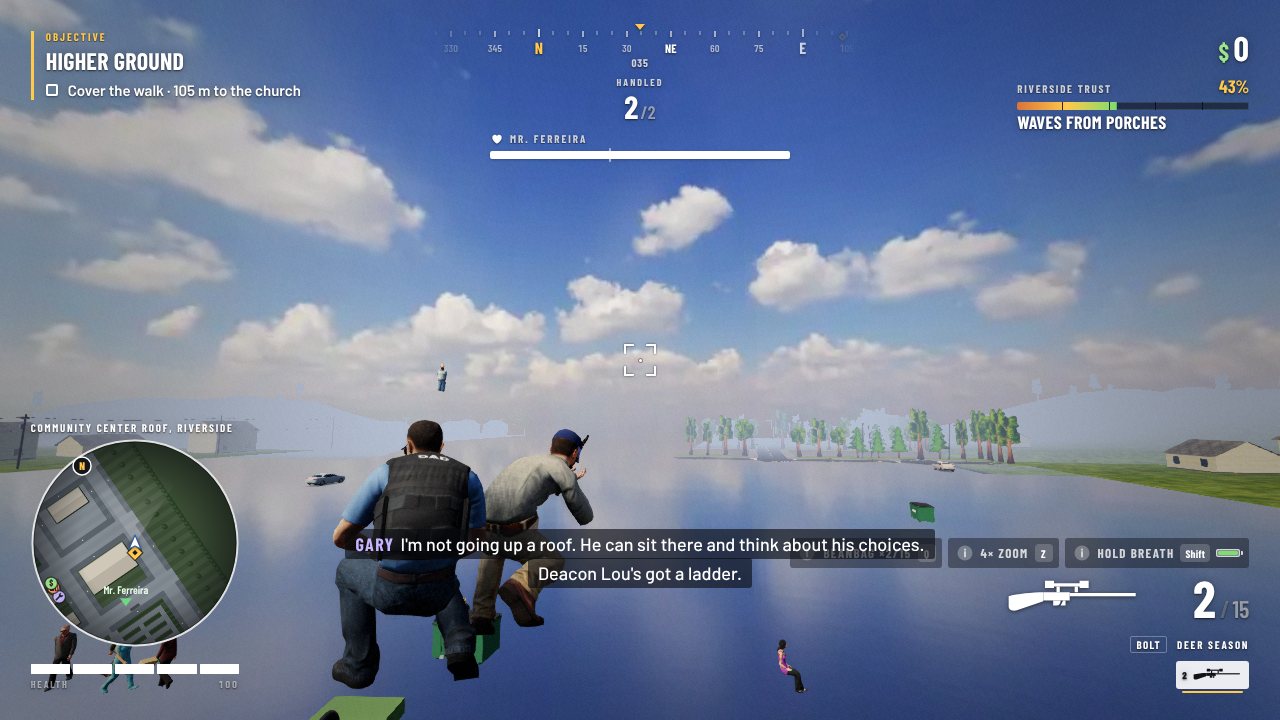 OBJECTIVE
HIGHER GROUND
Cover the walk · 105 m to the church
330 345 N 15 30 NE 60 75 E 105
035
HANDLED
2/2
MR. FERREIRA
$0
RIVERSIDE TRUST 43%
WAVES FROM PORCHES
COMMUNITY CENTER ROOF, RIVERSIDE
N
Mr. Ferreira
HEALTH 100
DAD
GARY I'm not going up a roof. He can sit there and think about his choices.
Deacon Lou's got a ladder.
4× ZOOM Z
HOLD BREATH Shift
2/15
BOLT DEER SEASON
2